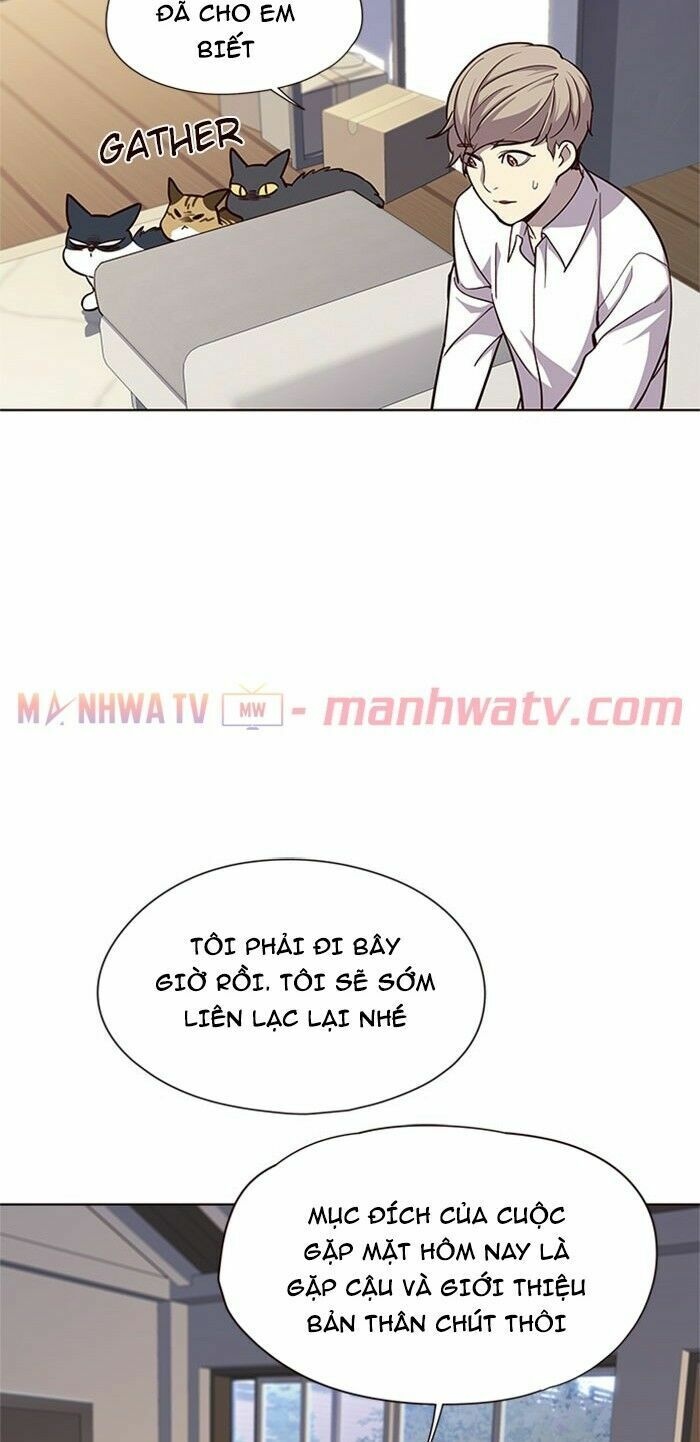 ĐÃ CHO EM
BIẾT
GATHER
MANHWATV MW - manhwatv.com
TÔI PHẢI ĐI BÂY
GIỜ RỒI. TÔI SẼ SỚM
LIÊN LẠC LẠI NHÉ
MỤC ĐÍCH CỦA CUỘC
GẶP MẶT HÔM NAY LÀ
GẶP CẬU VÀ GIỚI THIỆU
BẢN THÂN CHÚT THÔI